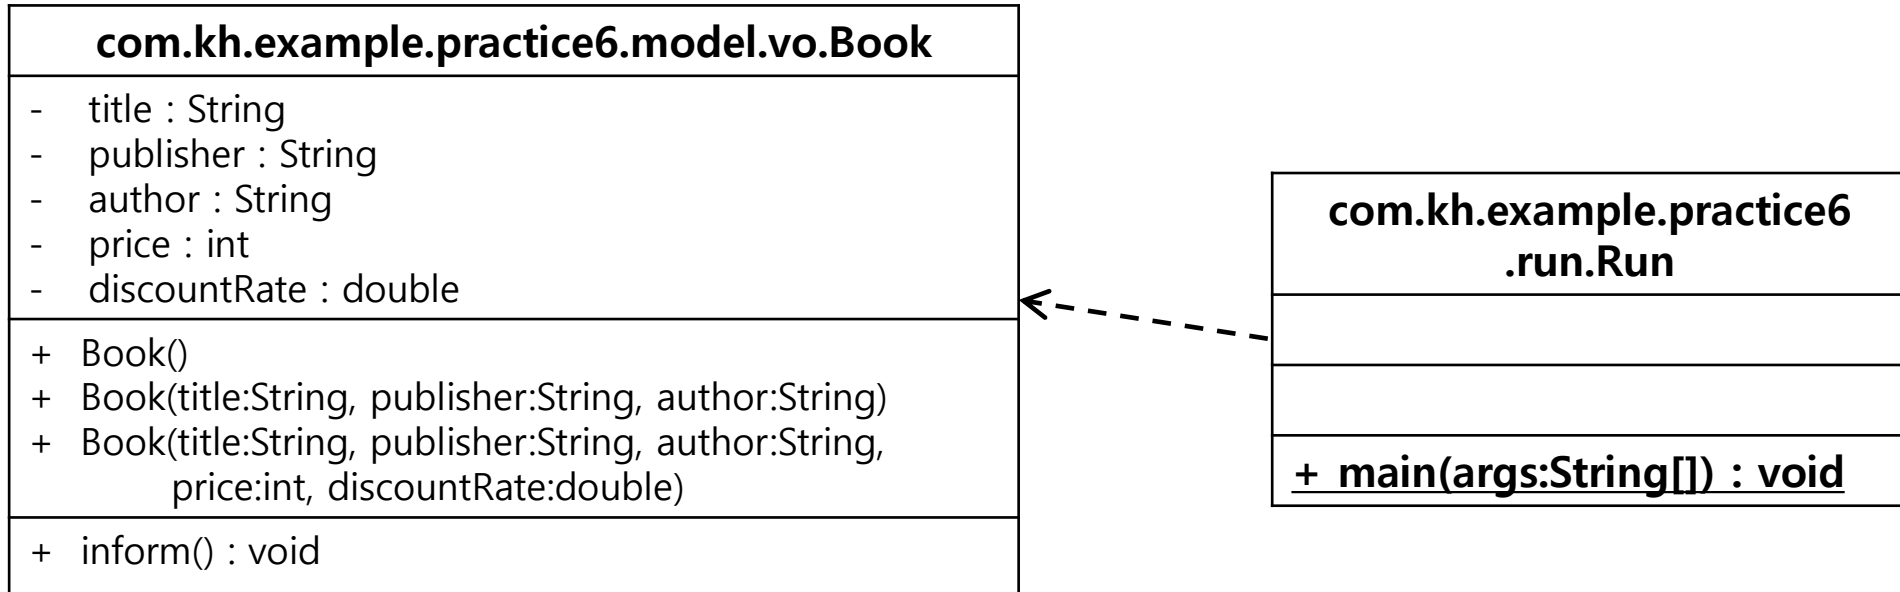 com.kh.example.practice6.model.vo.Book
- title : String
- publisher : String
- author : String
- price : int
- discountRate : double
+ Book()
+ Book(title:String, publisher:String, author:String)
+ Book(title:String, publisher:String, author:String,
price:int, discountRate:double)
+ inform() : void
com.kh.example.practice6
.run.Run
+ main(args:String[]) : void